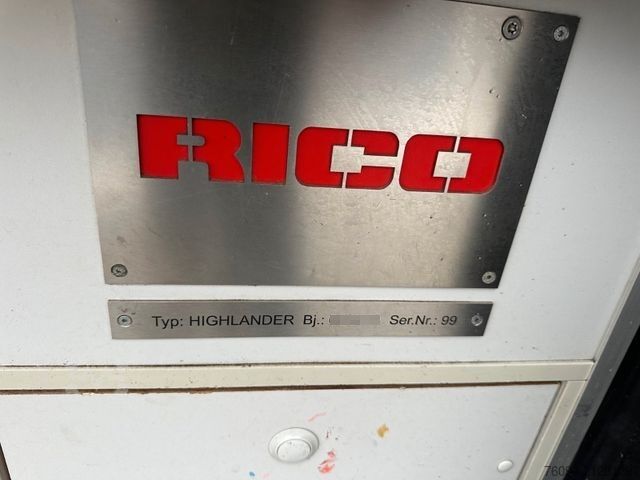 RICO
Typ: HIGHLANDER Bj.: Ser.Nr.: 99